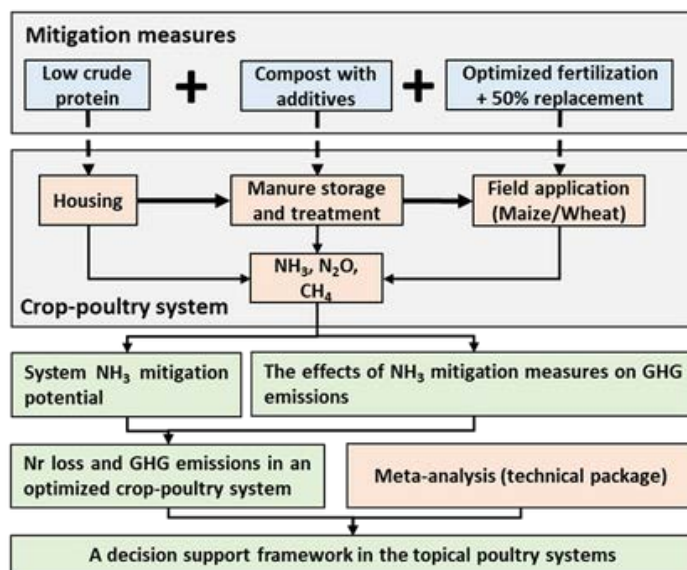 Mitigation measures
Low crude
protein
+
Compost with
additives
+
Optimized fertilization
+ 50% replacement
Housing
Manure storage
and treatment
Field application
(Maize/Wheat)
NH₃, N₂O,
CH₄
Crop-poultry system
System NH₃ mitigation
potential
The effects of NH₃ mitigation measures on GHG
emissions
Nr loss and GHG emissions in an
optimized crop-poultry system
Meta-analysis (technical package)
A decision support framework in the topical poultry systems